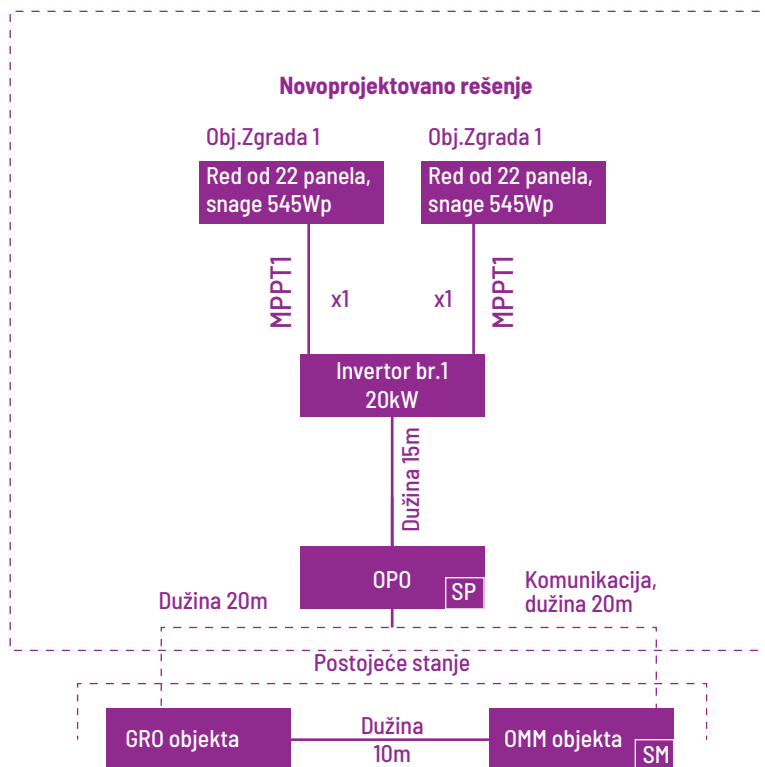 Novoprojektovano rešenje
Obj.Zgrada 1
Obj.Zgrada 1
Red od 22 panela,
snage 545Wp
Red od 22 panela,
snage 545Wp
MPPT1
x1
x1
MPPT1
Invertor br.1
20kW
Dužina 15m
OPO
SP
Dužina 20m
Komunikacija,
dužina 20m
Postojeće stanje
GRO objekta
Dužina
10m
OMM objekta
SM